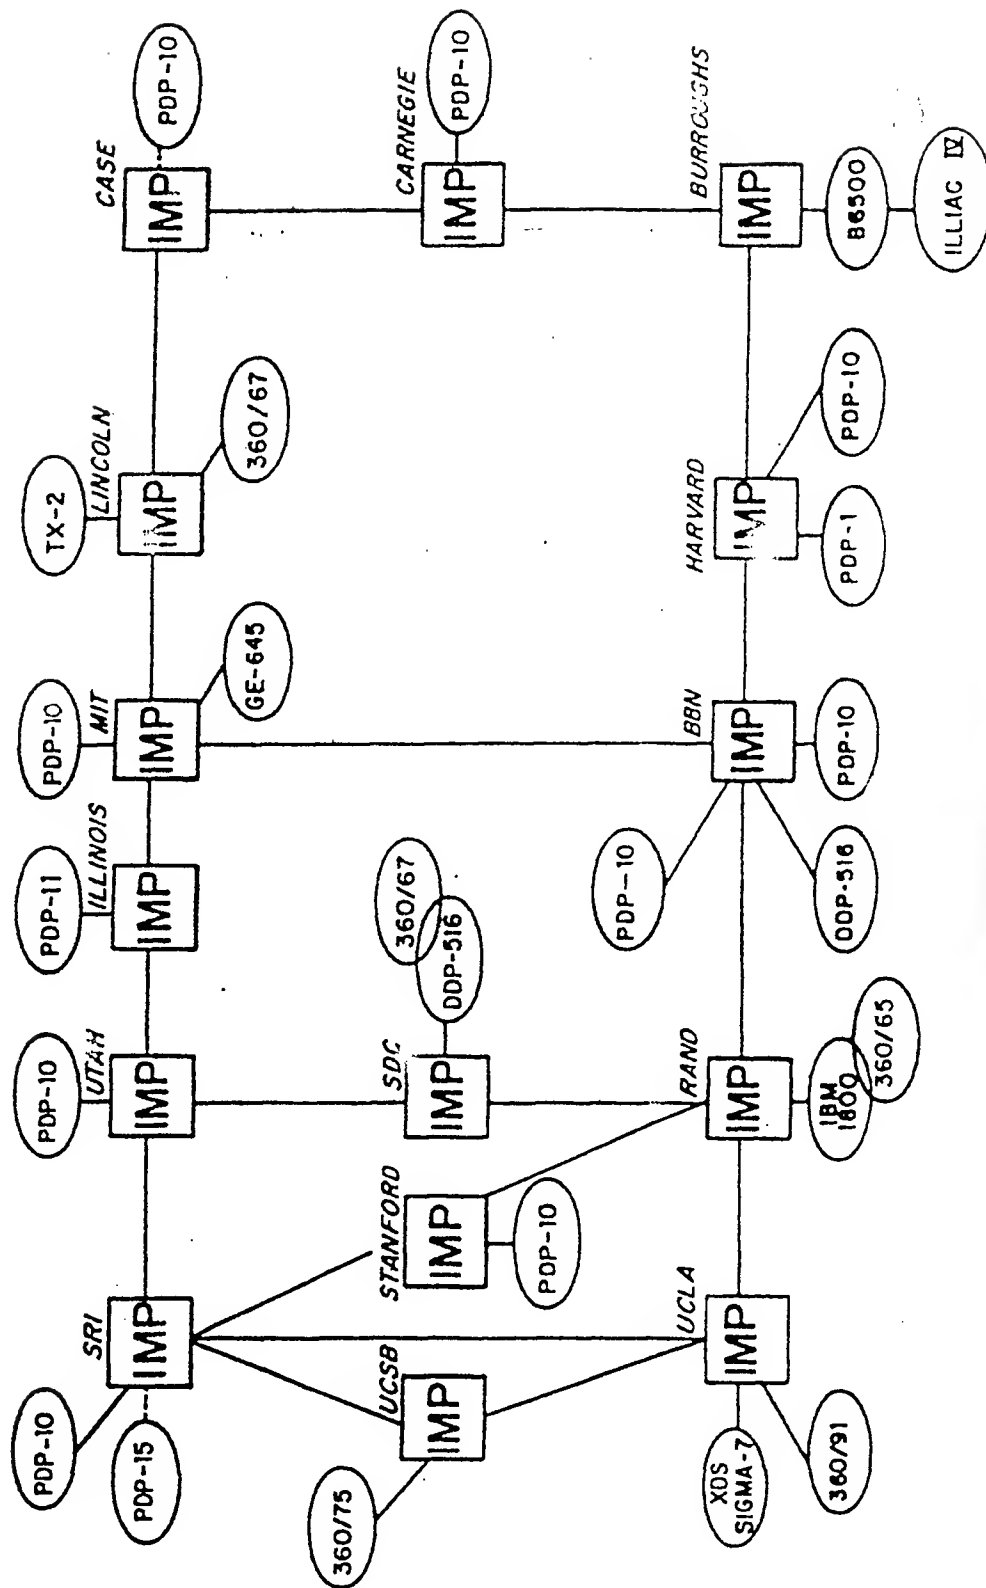 PDP-10
PDP-15
SRI
IMP
PDP-10
UTAH
IMP
PDP-11
ILLINOIS
IMP
PDP-10
MIT
IMP
GE-645
TX-2
LINCOLN
IMP
360/67
CASE
IMP
PDP-10
360/75
UCSB
IMP
STANFORD
IMP
PDP-10
SDC
IMP
DDP-516
360/67
CARNEGIE
IMP
PDP-10
XDS
SIGMA-7
360/91
UCLA
IMP
RAND
IMP
IBM
1800
360/65
PDP-10
BBN
IMP
DDP-516
PDP-10
HARVARD
IMP
PDP-1
PDP-10
BURROUGHS
IMP
B6500
ILLIAC IV